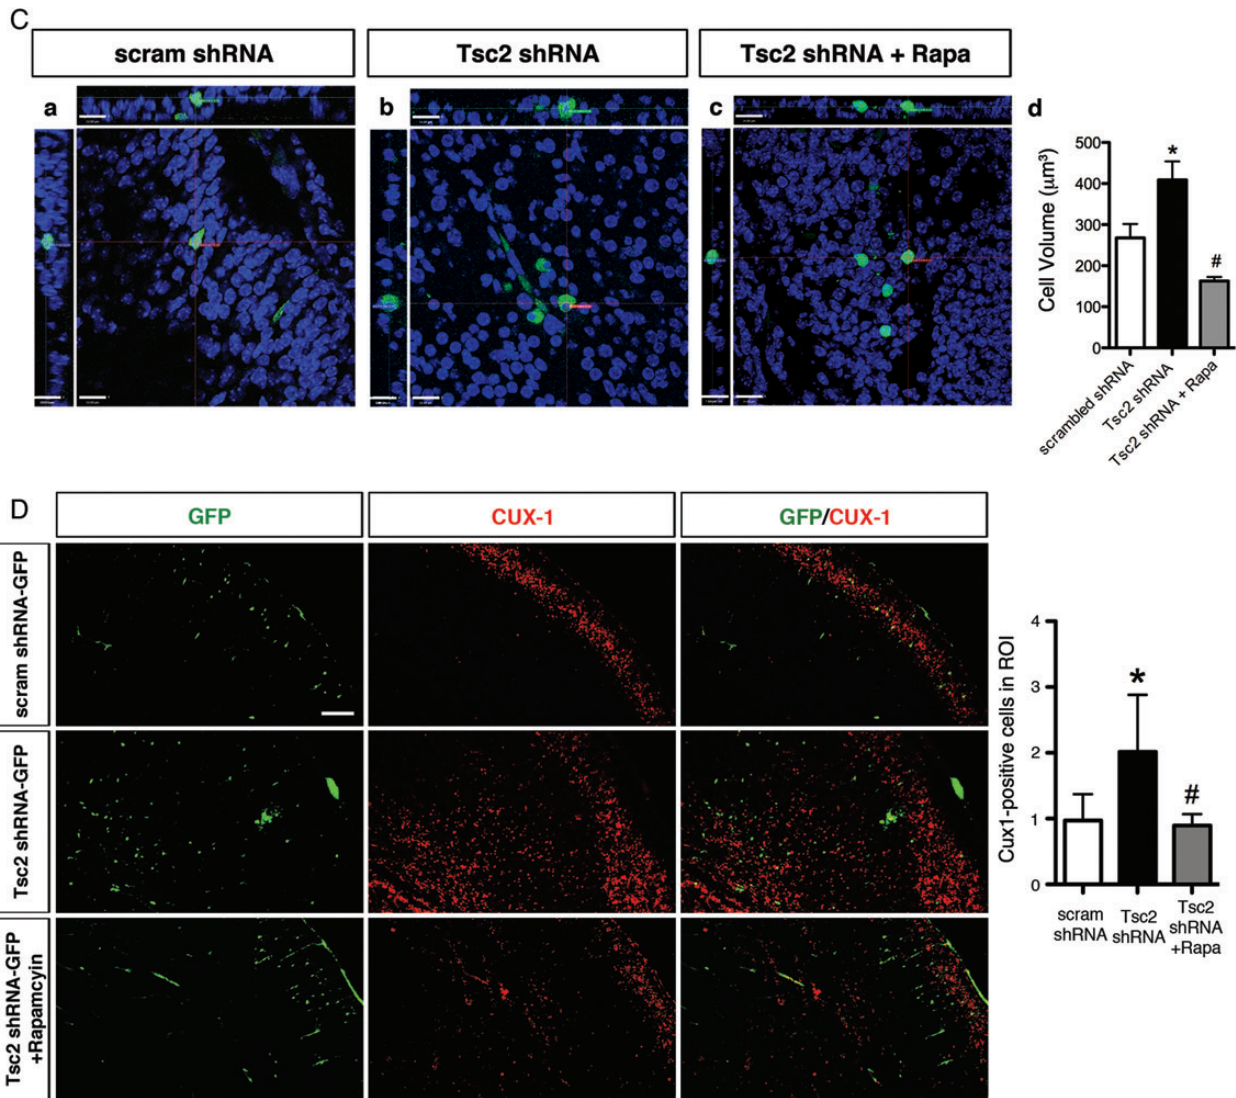 C
scram shRNA
Tsc2 shRNA
Tsc2 shRNA + Rapa
a
b
c
d
Cell Volume (μm³)
500
400
300
200
100
0
*
#
scrambled shRNA
Tsc2 shRNA
Tsc2 shRNA + Rapa
D
GFP
CUX-1
GFP/CUX-1
scram shRNA-GFP
Tsc2 shRNA-GFP
Tsc2 shRNA-GFP
+Rapamcyin
Cux1-positive cells in ROI
4
3
2
1
0
*
#
scram
shRNA
Tsc2
shRNA
Tsc2
shRNA
+Rapa